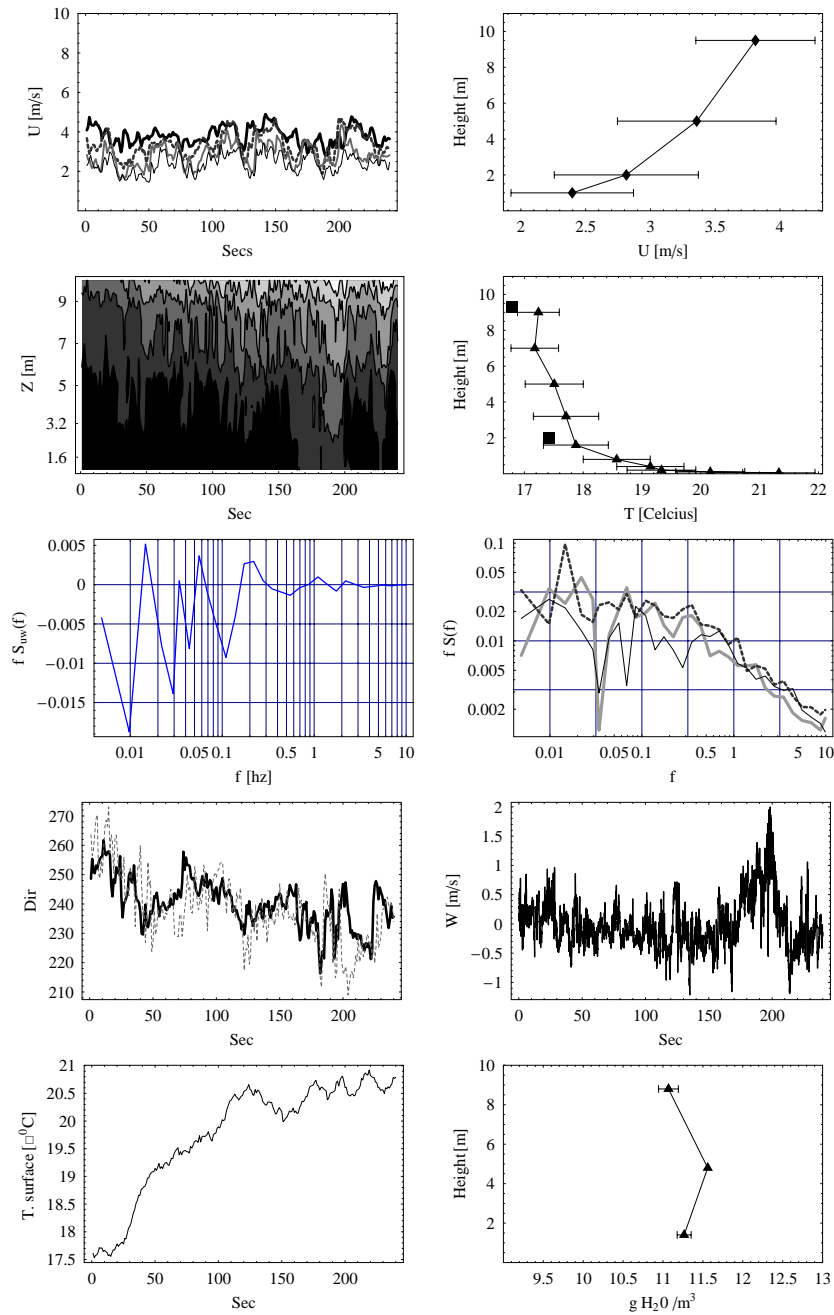 10
8
6
4
2
U [m/s]
0 50 100 150 200
Secs
10
8
6
4
2
Height [m]
2 2.5 3 3.5 4
U [m/s]
9
7
5
3.2
1.6
Z [m]
0 50 100 150 200
Sec
10
8
6
4
2
Height [m]
17 18 19 20 21 22
T [Celcius]
0.005
0
−0.005
−0.01
−0.015
f S_uw(f)
0.01 0.05 0.1 0.5 1 5 10
f [hz]
0.1
0.05
0.02
0.01
0.005
0.002
f S(f)
0.01 0.05 0.1 0.5 1 5 10
f
270
260
250
240
230
220
210
Dir
0 50 100 150 200
Sec
2
1.5
1
0.5
0
−0.5
−1
W [m/s]
0 50 100 150 200
Sec
21
20.5
20
19.5
19
18.5
18
17.5
T. surface [□⁰C]
0 50 100 150 200
Sec
10
8
6
4
2
Height [m]
9.5 10 10.5 11 11.5 12 12.5 13
g H₂0 /m³